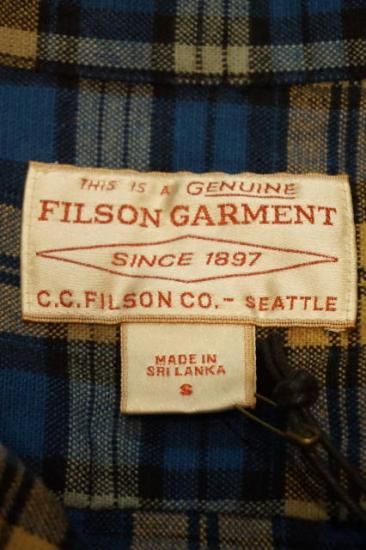 THIS IS A GENUINE
FILSON GARMENT
SINCE 1897
C.C. FILSON CO. - SEATTLE
MADE IN
SRI LANKA
S